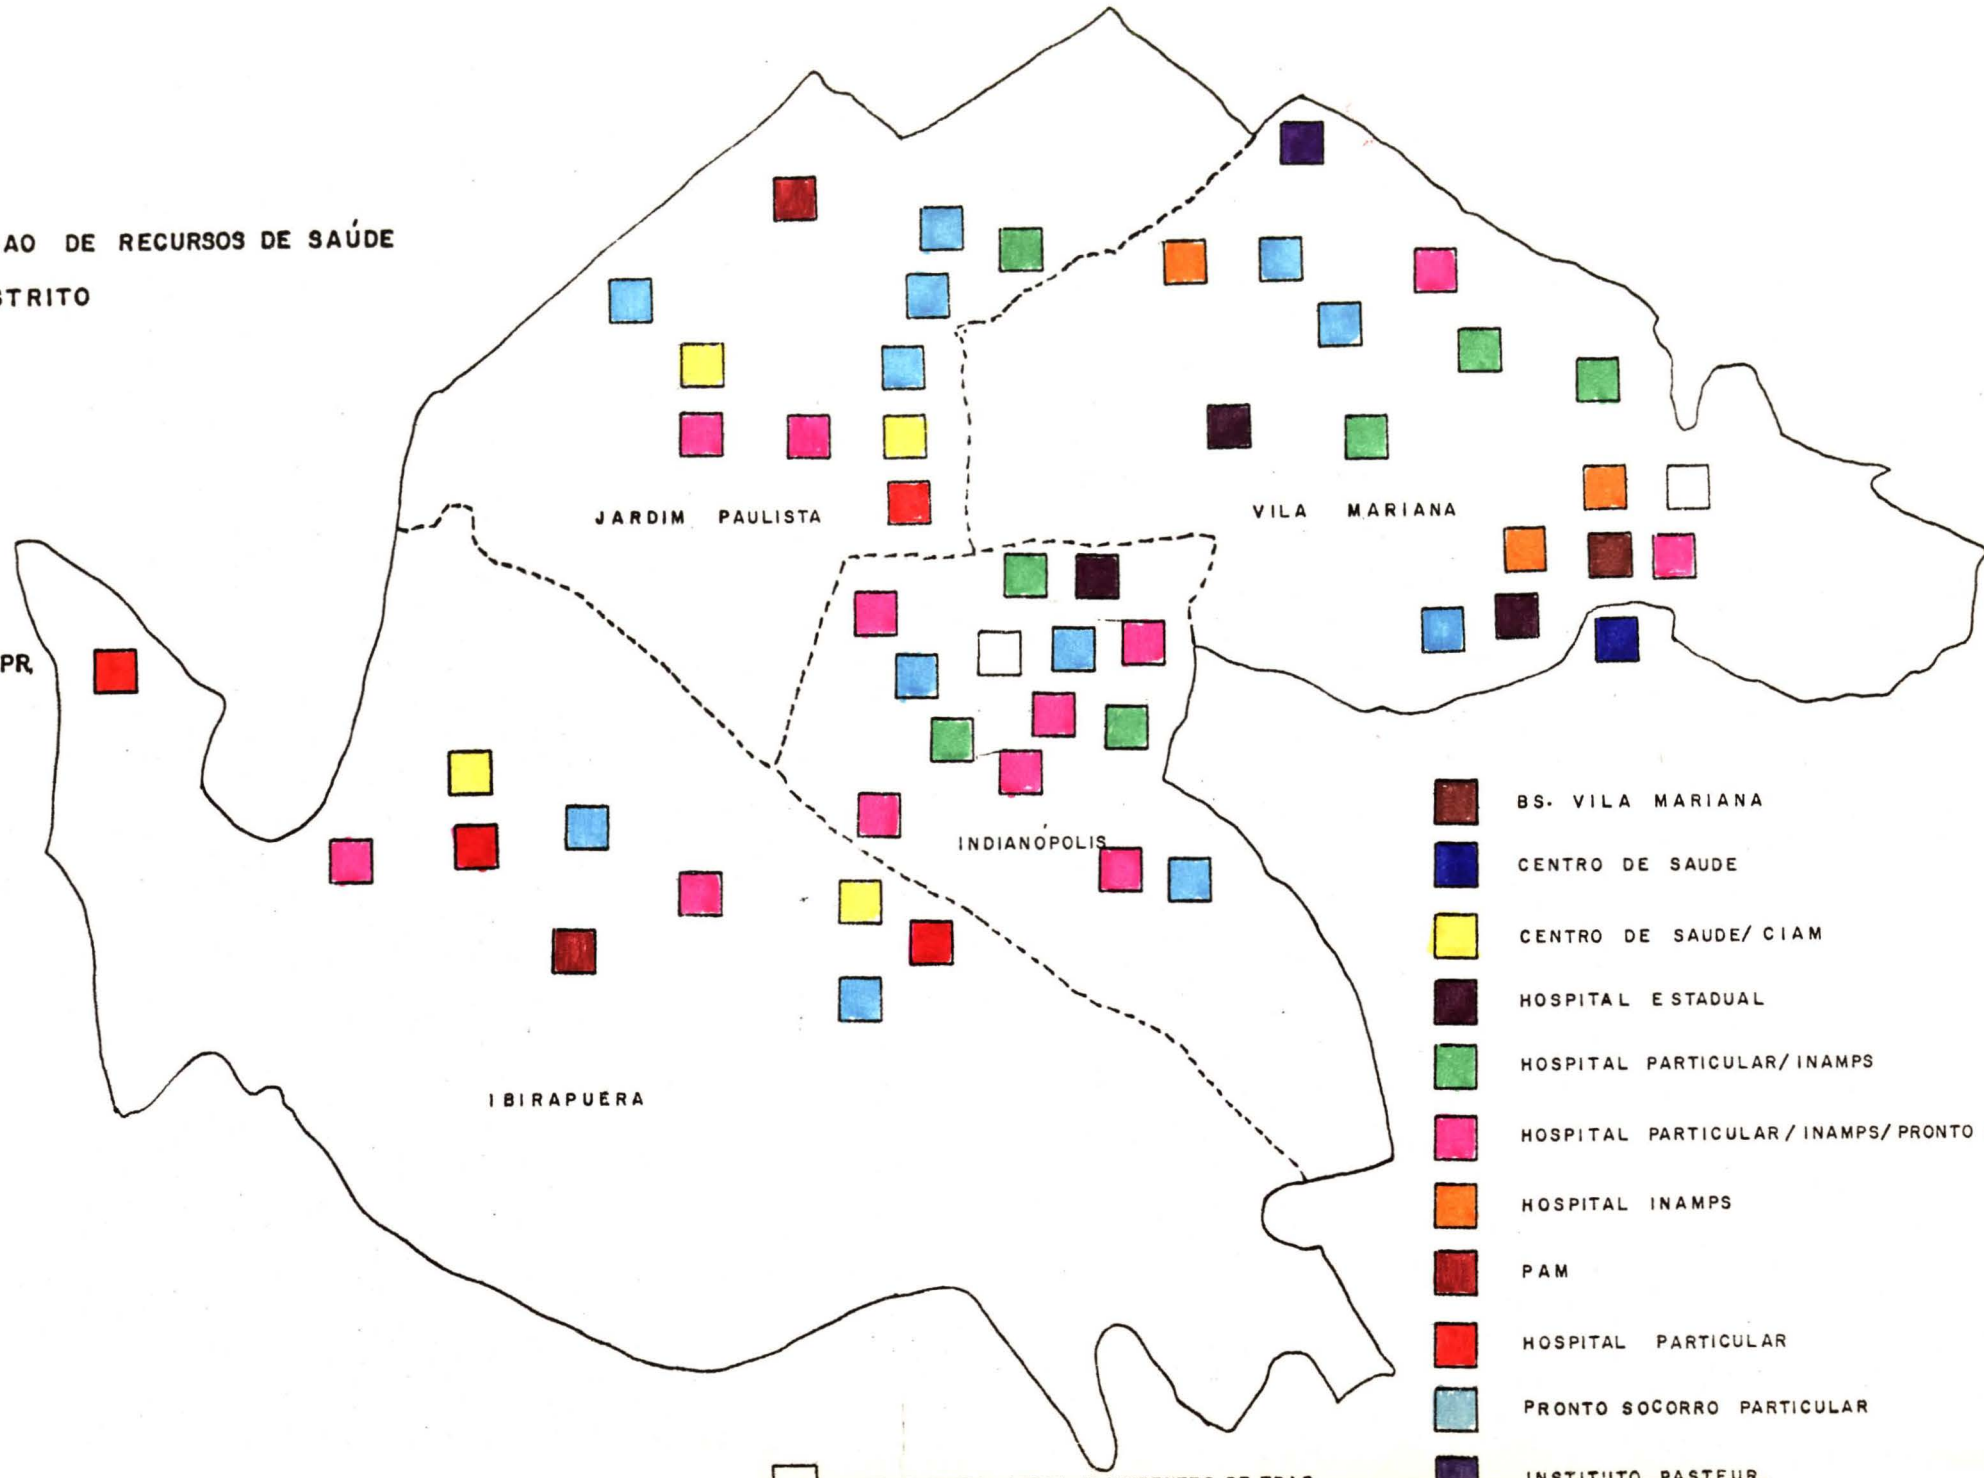 AO DE RECURSOS DE SAÚDE
STRITO
JARDIM PAULISTA
VILA MARIANA
PR,
INDIANÓPOLIS
IBIRAPUERA
BS. VILA MARIANA
CENTRO DE SAUDE
CENTRO DE SAUDE/CIAM
HOSPITAL ESTADUAL
HOSPITAL PARTICULAR/INAMPS
HOSPITAL PARTICULAR/INAMPS/PRONTO
HOSPITAL INAMPS
PAM
HOSPITAL PARTICULAR
PRONTO SOCORRO PARTICULAR
INSTITUTO PASTEUR